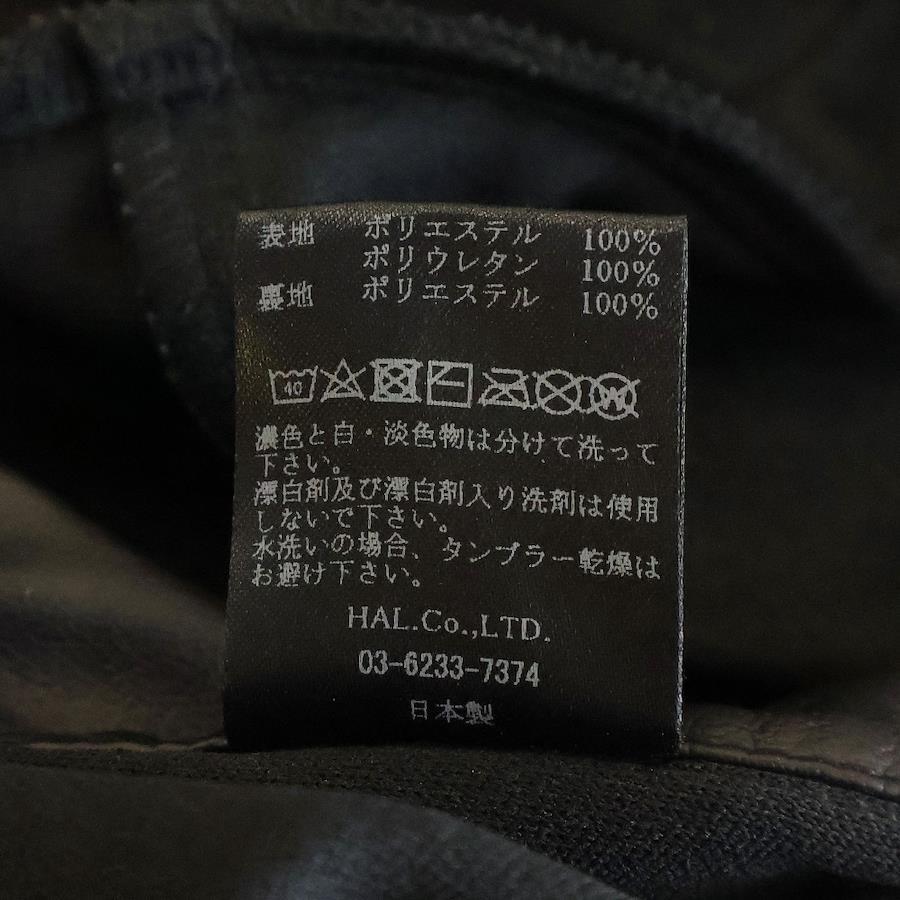 表地 ポリエステル 100%
ポリウレタン 100%
裏地 ポリエステル 100%
40 W
濃色と白・淡色物は分けて洗って
下さい。
漂白剤及び漂白剤入り洗剤は使用
しないで下さい。
水洗いの場合、タンブラー乾燥は
お避け下さい。
HAL.Co.,LTD.
03-6233-7374
日本製